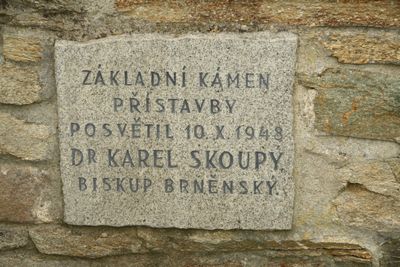 ZÁKLADNÍ KÁMEN
PŘÍSTAVBY
POSVĚTIL 10.X.1948
DR KAREL SKOUPÝ
BISKUP BRNĚNSKÝ